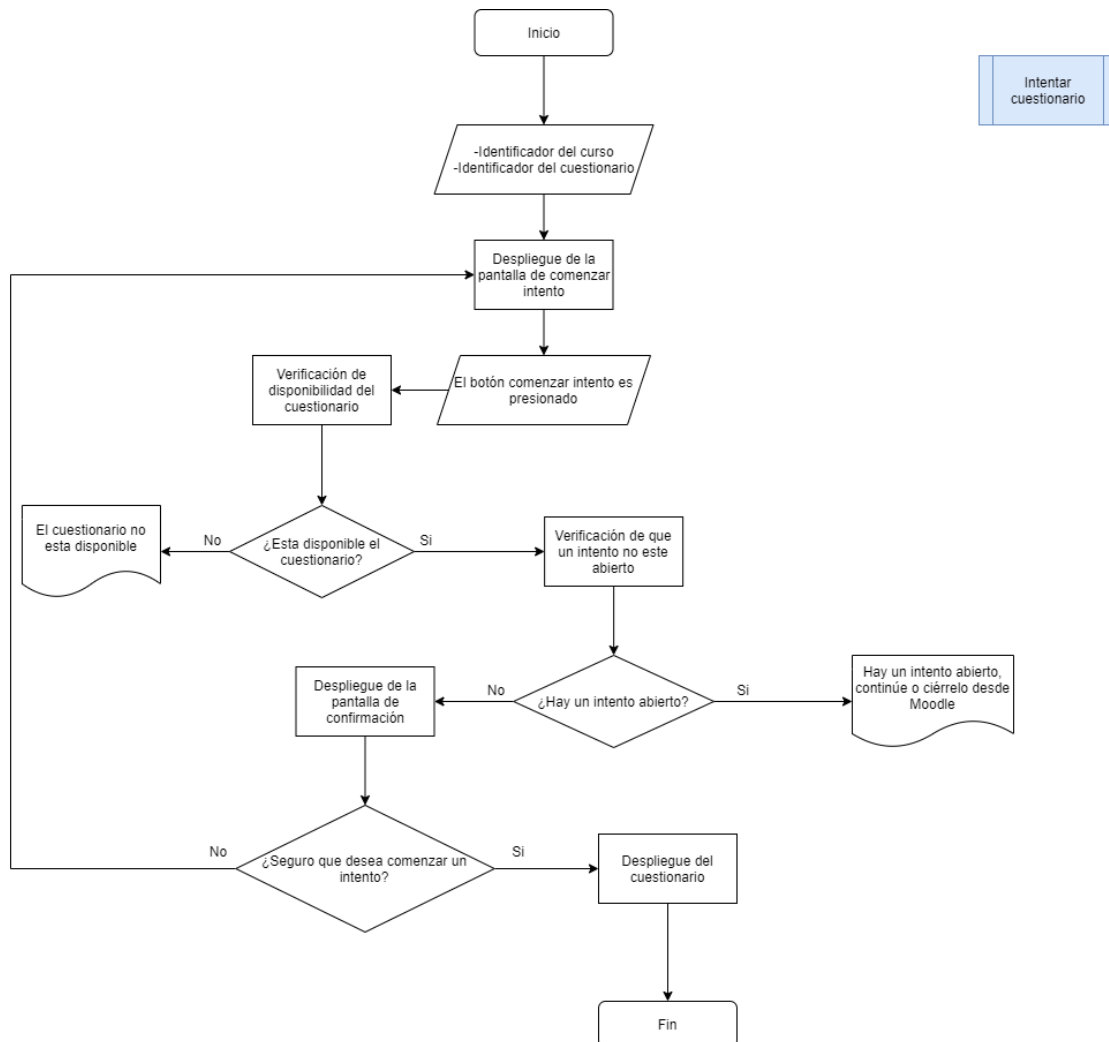 Inicio
Intentar
cuestionario
-Identificador del curso
-Identificador del cuestionario
Despliegue de la
pantalla de comenzar
intento
Verificación de
disponibilidad del
cuestionario
El botón comenzar intento es
presionado
El cuestionario no
esta disponible
No
¿Esta disponible el
cuestionario?
Si
Verificación de que
un intento no este
abierto
Despliegue de la
pantalla de
confirmación
No
¿Hay un intento abierto?
Si
Hay un intento abierto,
continúe o ciérrelo desde
Moodle
No
¿Seguro que desea comenzar un
intento?
Si
Despliegue del
cuestionario
Fin